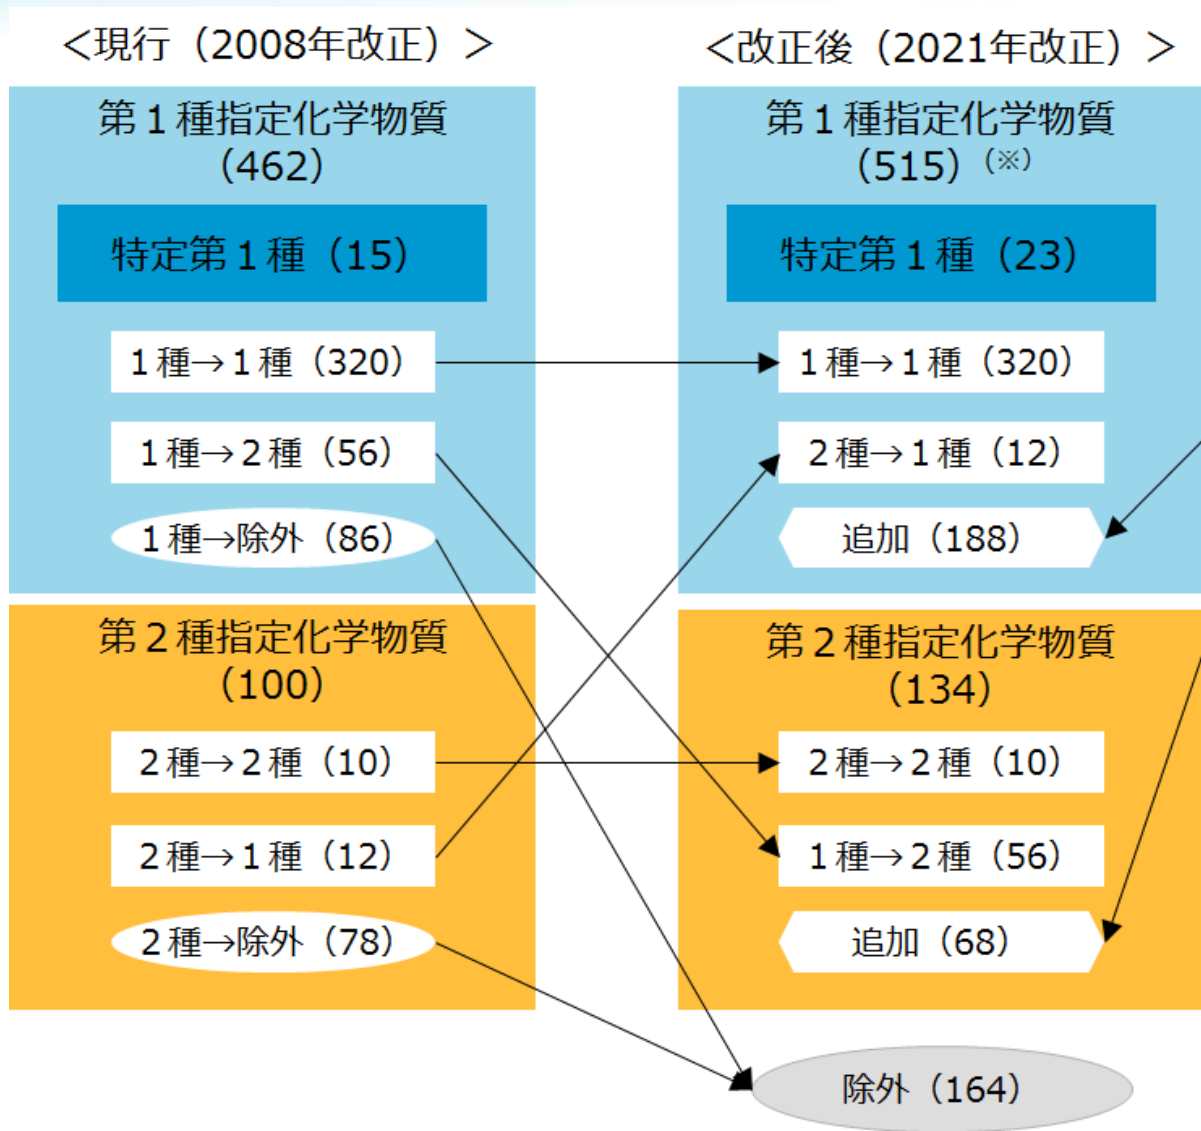 ＜現行（2008年改正）＞
第１種指定化学物質
（462）
特定第１種（15）
１種→１種（320）
１種→２種（56）
１種→除外（86）
第２種指定化学物質
（100）
２種→２種（10）
２種→１種（12）
２種→除外（78）
＜改正後（2021年改正）＞
第１種指定化学物質
（515）（※）
特定第１種（23）
１種→１種（320）
２種→１種（12）
追加（188）
第２種指定化学物質
（134）
２種→２種（10）
１種→２種（56）
追加（68）
除外（164）